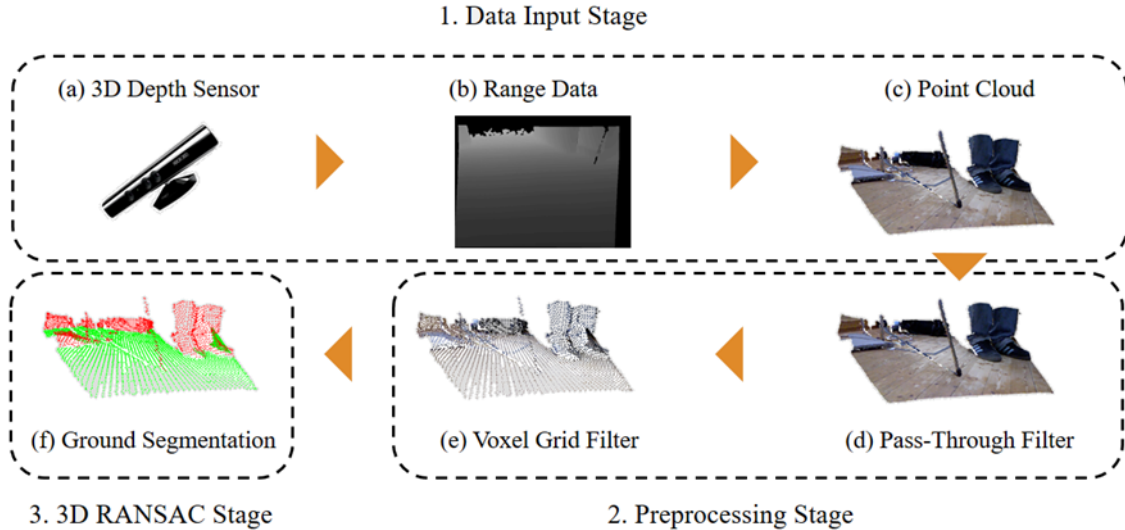 1. Data Input Stage
(a) 3D Depth Sensor
(b) Range Data
(c) Point Cloud
(f) Ground Segmentation
(e) Voxel Grid Filter
(d) Pass-Through Filter
3. 3D RANSAC Stage
2. Preprocessing Stage